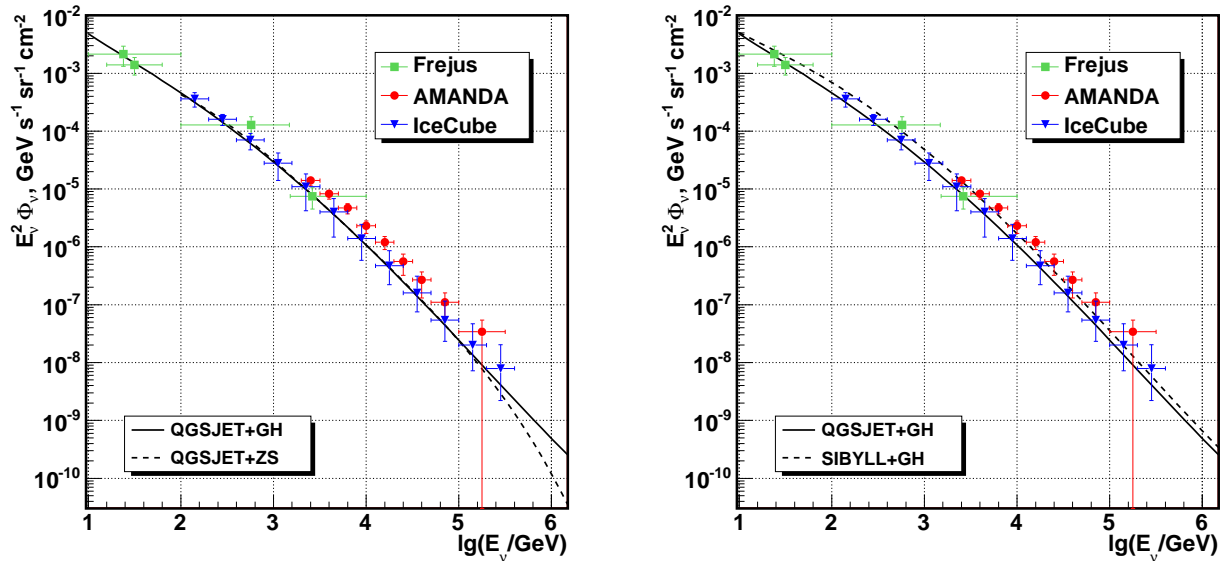 E_ν^2 Φ_ν, GeV s^-1 sr^-1 cm^-2
10^-2
10^-3
10^-4
10^-5
10^-6
10^-7
10^-8
10^-9
10^-10
Frejus
AMANDA
IceCube
QGSJET+GH
QGSJET+ZS
1 2 3 4 5 6
lg(E_ν/GeV)
E_ν^2 Φ_ν, GeV s^-1 sr^-1 cm^-2
10^-2
10^-3
10^-4
10^-5
10^-6
10^-7
10^-8
10^-9
10^-10
Frejus
AMANDA
IceCube
QGSJET+GH
SIBYLL+GH
1 2 3 4 5 6
lg(E_ν/GeV)